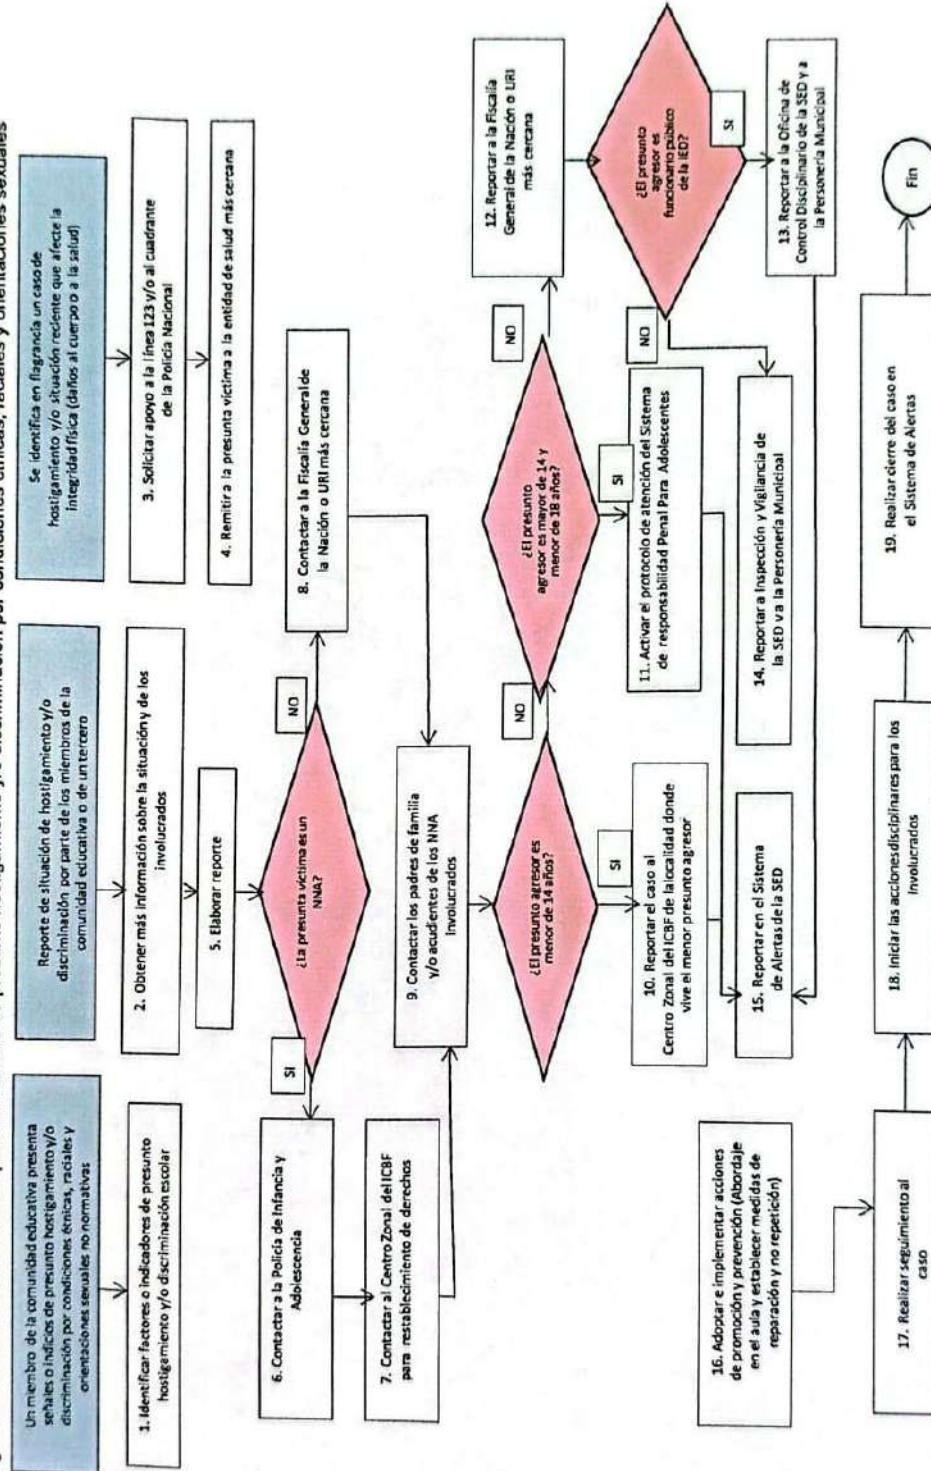 Un miembro de la comunidad educativa presenta
señales o indicios de presunto hostigamiento y/o
discriminación por condiciones étnicas, raciales y
orientaciones sexuales no normativas
Reporte de situación de hostigamiento y/o
discriminación por parte de los miembros de la
comunidad educativa o de un tercero
Se identifica en flagrancia un caso de
hostigamiento y/o situación reciente que afecte la
integridad física (daños al cuerpo o a la salud)
1. Identificar factores o indicadores de presunto
hostigamiento y/o discriminación escolar
2. Obtener más información sobre la situación y de los
involucrados
3. Solicitar apoyo a la línea 123 y/o al cuadrante
de la Policía Nacional
4. Remitir a la presunta víctima a la entidad de salud más cercana
5. Elaborar reporte
¿La presunta víctima es un
NNA?
SI
NO
6. Contactar a la Policía de Infancia y
Adolescencia
7. Contactar al Centro Zonal del ICBF
para restablecimiento de derechos
8. Contactar a la Fiscalía General de
la Nación o URI más cercana
9. Contactar los padres de familia
y/o acudientes de los NNA
Involucrados
¿El presunto agresor es
menor de 14 años?
NO
SI
¿El presunto
agresor es mayor de 14 y
menor de 18 años?
NO
SI
12. Reportar a la Fiscalía
General de la Nación o URI
más cercana
¿El presunto
agresor es
funcionario público
de la IED?
NO
SI
10. Reportar el caso al
Centro Zonal del ICBF de la localidad donde
vive el menor presunto agresor
11. Activar el protocolo de atención del Sistema
de responsabilidad Penal Para Adolescentes
13. Reportar a la Oficina de
Control Disciplinario de la SED y a
la Personería Municipal
14. Reportar a Inspección y Vigilancia de
la SED v a la Personería Municipal
15. Reportar en el Sistema
de Alertas de la SED
16. Adoptar e implementar acciones
de promoción y prevención (Abordaje
en el aula y establecer medidas de
reparación y no repetición)
17. Realizar seguimiento al
caso
18. Iniciar las acciones disciplinares para los
Involucrados
19. Realizar cierre del caso en
el Sistema de Alertas
Fin